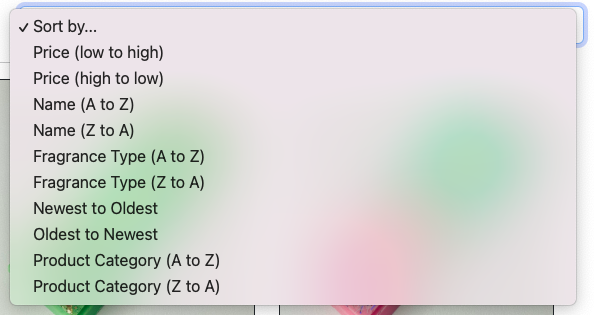 ✓ Sort by...
Price (low to high)
Price (high to low)
Name (A to Z)
Name (Z to A)
Fragrance Type (A to Z)
Fragrance Type (Z to A)
Newest to Oldest
Oldest to Newest
Product Category (A to Z)
Product Category (Z to A)